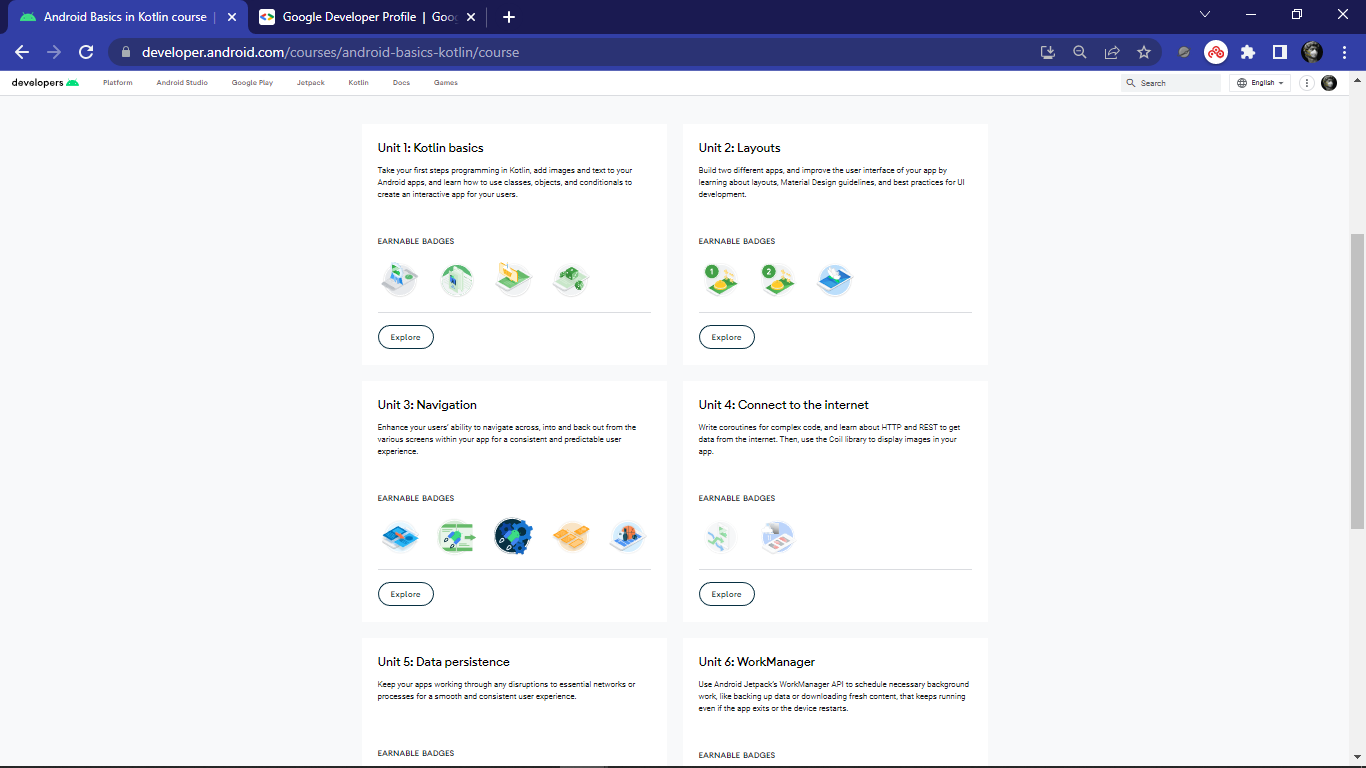 Android Basics in Kotlin course
Google Developer Profile | Goo
developer.android.com/courses/android-basics-kotlin/course
developers
Platform
Android Studio
Google Play
Jetpack
Kotlin
Docs
Games
Search
English
Unit 1: Kotlin basics
Take your first steps programming in Kotlin, add images and text to your
Android apps, and learn how to use classes, objects, and conditionals to
create an interactive app for your users.
EARNABLE BADGES
Explore
Unit 2: Layouts
Build two different apps, and improve the user interface of your app by
learning about layouts, Material Design guidelines, and best practices for UI
development.
EARNABLE BADGES
1
2
Explore
Unit 3: Navigation
Enhance your users' ability to navigate across, into and back out from the
various screens within your app for a consistent and predictable user
experience.
EARNABLE BADGES
Explore
Unit 4: Connect to the internet
Write coroutines for complex code, and learn about HTTP and REST to get
data from the internet. Then, use the Coil library to display images in your
app.
EARNABLE BADGES
Explore
Unit 5: Data persistence
Keep your apps working through any disruptions to essential networks or
processes for a smooth and consistent user experience.
EARNABLE BADGES
Unit 6: WorkManager
Use Android Jetpack's WorkManager API to schedule necessary background
work, like backing up data or downloading fresh content, that keeps running
even if the app exits or the device restarts.
EARNABLE BADGES